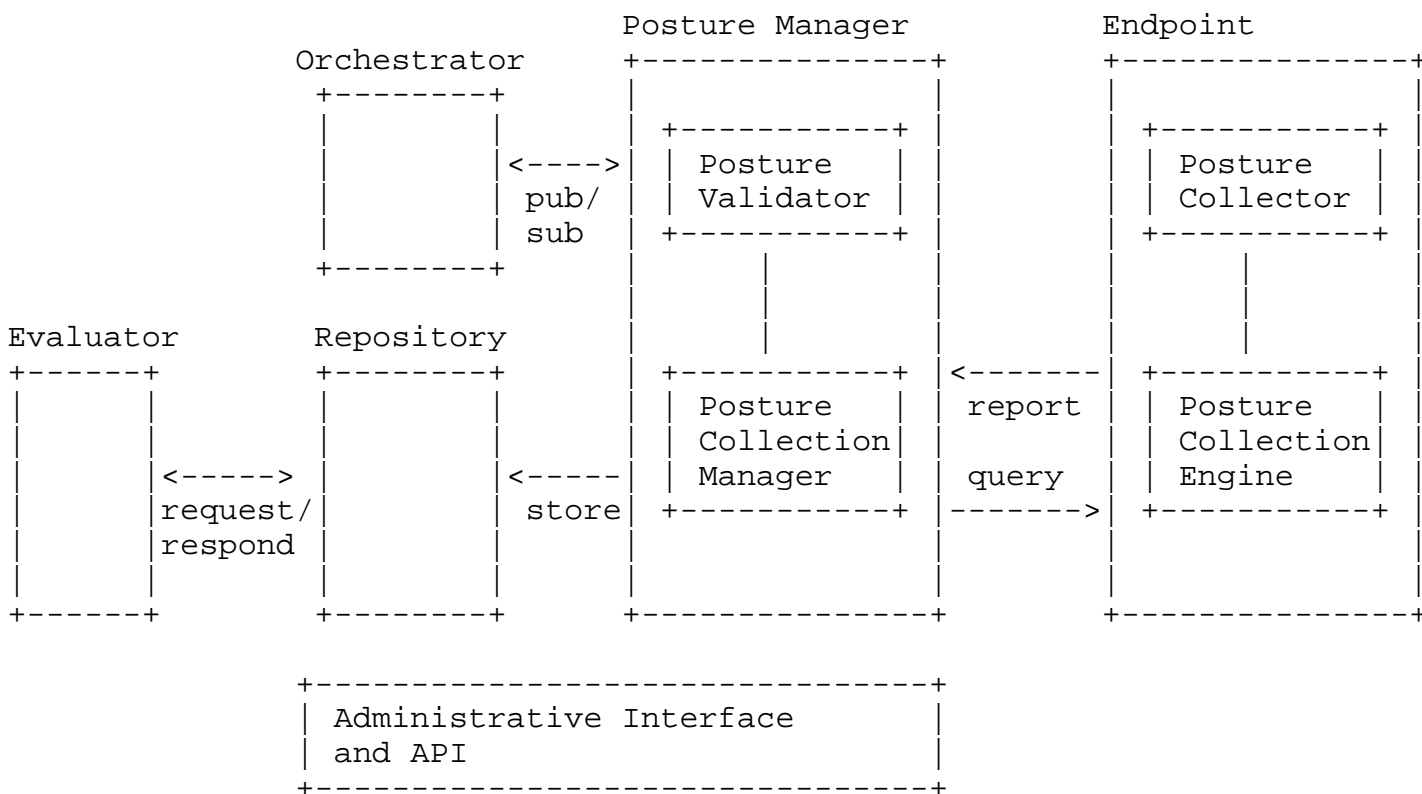 Posture Manager Endpoint
Orchestrator
<----> Posture Posture
pub/ Validator Collector
sub
Evaluator Repository
<-------
Posture report Posture
Collection Collection
<-----> <----- Manager query Engine
request/ store ------->
respond
Administrative Interface
and API